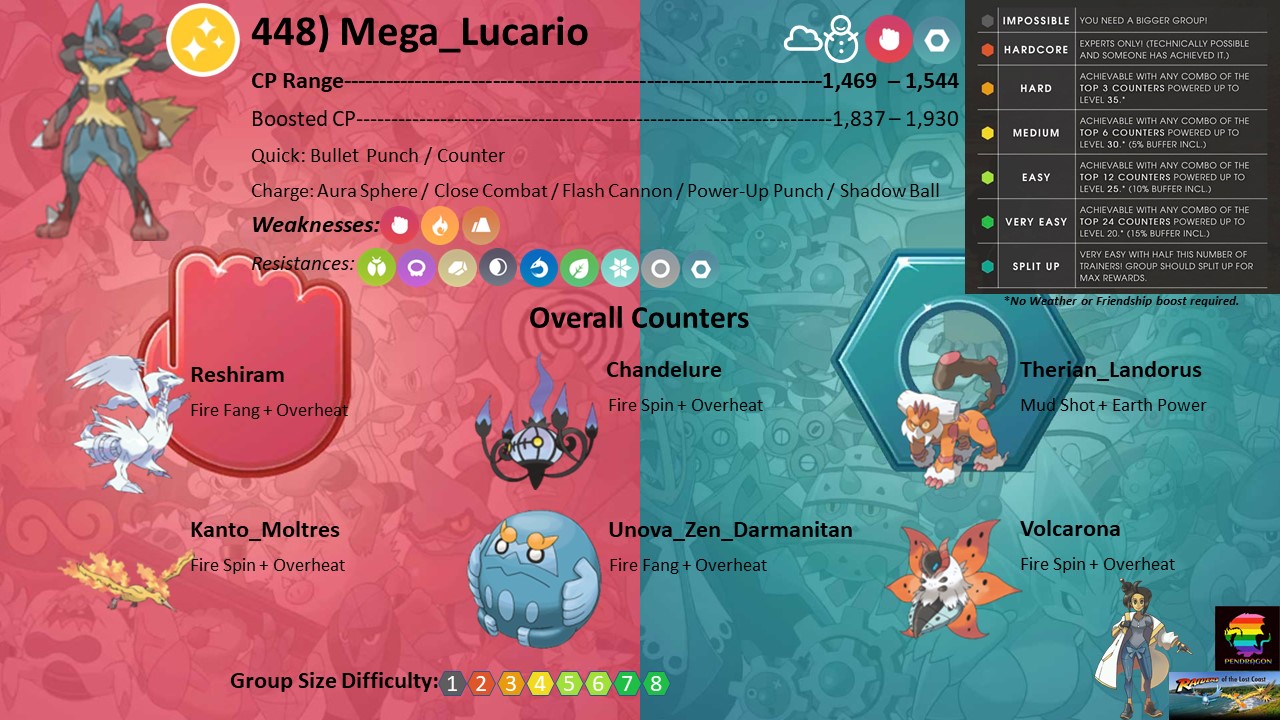 448) Mega_Lucario
CP Range--------------------------------------------------------------------------------1,469 – 1,544
Boosted CP--------------------------------------------------------------------------------1,837 – 1,930
Quick: Bullet Punch / Counter
Charge: Aura Sphere / Close Combat / Flash Cannon / Power-Up Punch / Shadow Ball
Weaknesses:
Resistances:
IMPOSSIBLE YOU NEED A BIGGER GROUP!
HARDCORE EXPERTS ONLY! (TECHNICALLY POSSIBLE
AND SOMEONE HAS ACHIEVED IT.)
HARD ACHIEVABLE WITH ANY COMBO OF THE
TOP 3 COUNTERS POWERED UP TO
LEVEL 35.*
MEDIUM ACHIEVABLE WITH ANY COMBO OF THE
TOP 6 COUNTERS POWERED UP TO
LEVEL 30.* (5% BUFFER INCL.)
EASY ACHIEVABLE WITH ANY COMBO OF THE
TOP 12 COUNTERS POWERED UP TO
LEVEL 25.* (10% BUFFER INCL.)
VERY EASY ACHIEVABLE WITH ANY COMBO OF THE
TOP 24 COUNTERS POWERED UP TO
LEVEL 20.* (15% BUFFER INCL.)
SPLIT UP VERY EASY WITH HALF THIS NUMBER OF
TRAINERS! GROUP SHOULD SPLIT UP FOR
MAX REWARDS.
*No Weather or Friendship boost required.
Overall Counters
Reshiram
Fire Fang + Overheat
Chandelure
Fire Spin + Overheat
Therian_Landorus
Mud Shot + Earth Power
Kanto_Moltres
Fire Spin + Overheat
Unova_Zen_Darmanitan
Fire Fang + Overheat
Volcarona
Fire Spin + Overheat
Group Size Difficulty: 1 2 3 4 5 6 7 8
PENDRAGON
RAIDERS of the Lost Coast